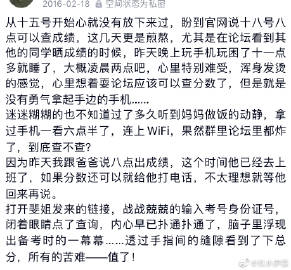 2016-02-18 空间状态为私密
从十五号开始心就没有放下来过，盼到官网说十八号八
点可以查成绩，这几天更是煎熬，尤其是在论坛看到其
他的同学晒成绩的时候，昨天晚上玩手机玩困了十一点
多就睡了，大概凌晨两点吧，心里特别难受，浑身发烫
的感觉，心里想着要论坛应该可以查分数了，但是就是
没有勇气拿起手边的手机......
迷迷糊糊的也不知道过了多久听到妈妈做饭的动静，拿
过手机一看六点半了，连上WiFi，果然群里论坛里都炸
了，到底查不查？
因为昨天我跟爸爸说八点出成绩，这个时间他已经去上
班了，如果分数还可以就给他打电话，不太理想就等他
回来再说。
打开斐姐发来的链接，战战兢兢的输入考号身份证号，
闭着眼睛点了查询，内心早已扑通扑通了，脑子里浮现
出备考时的一幕幕......透过手指间的缝隙看到了下总
分，所有的苦难——值了！